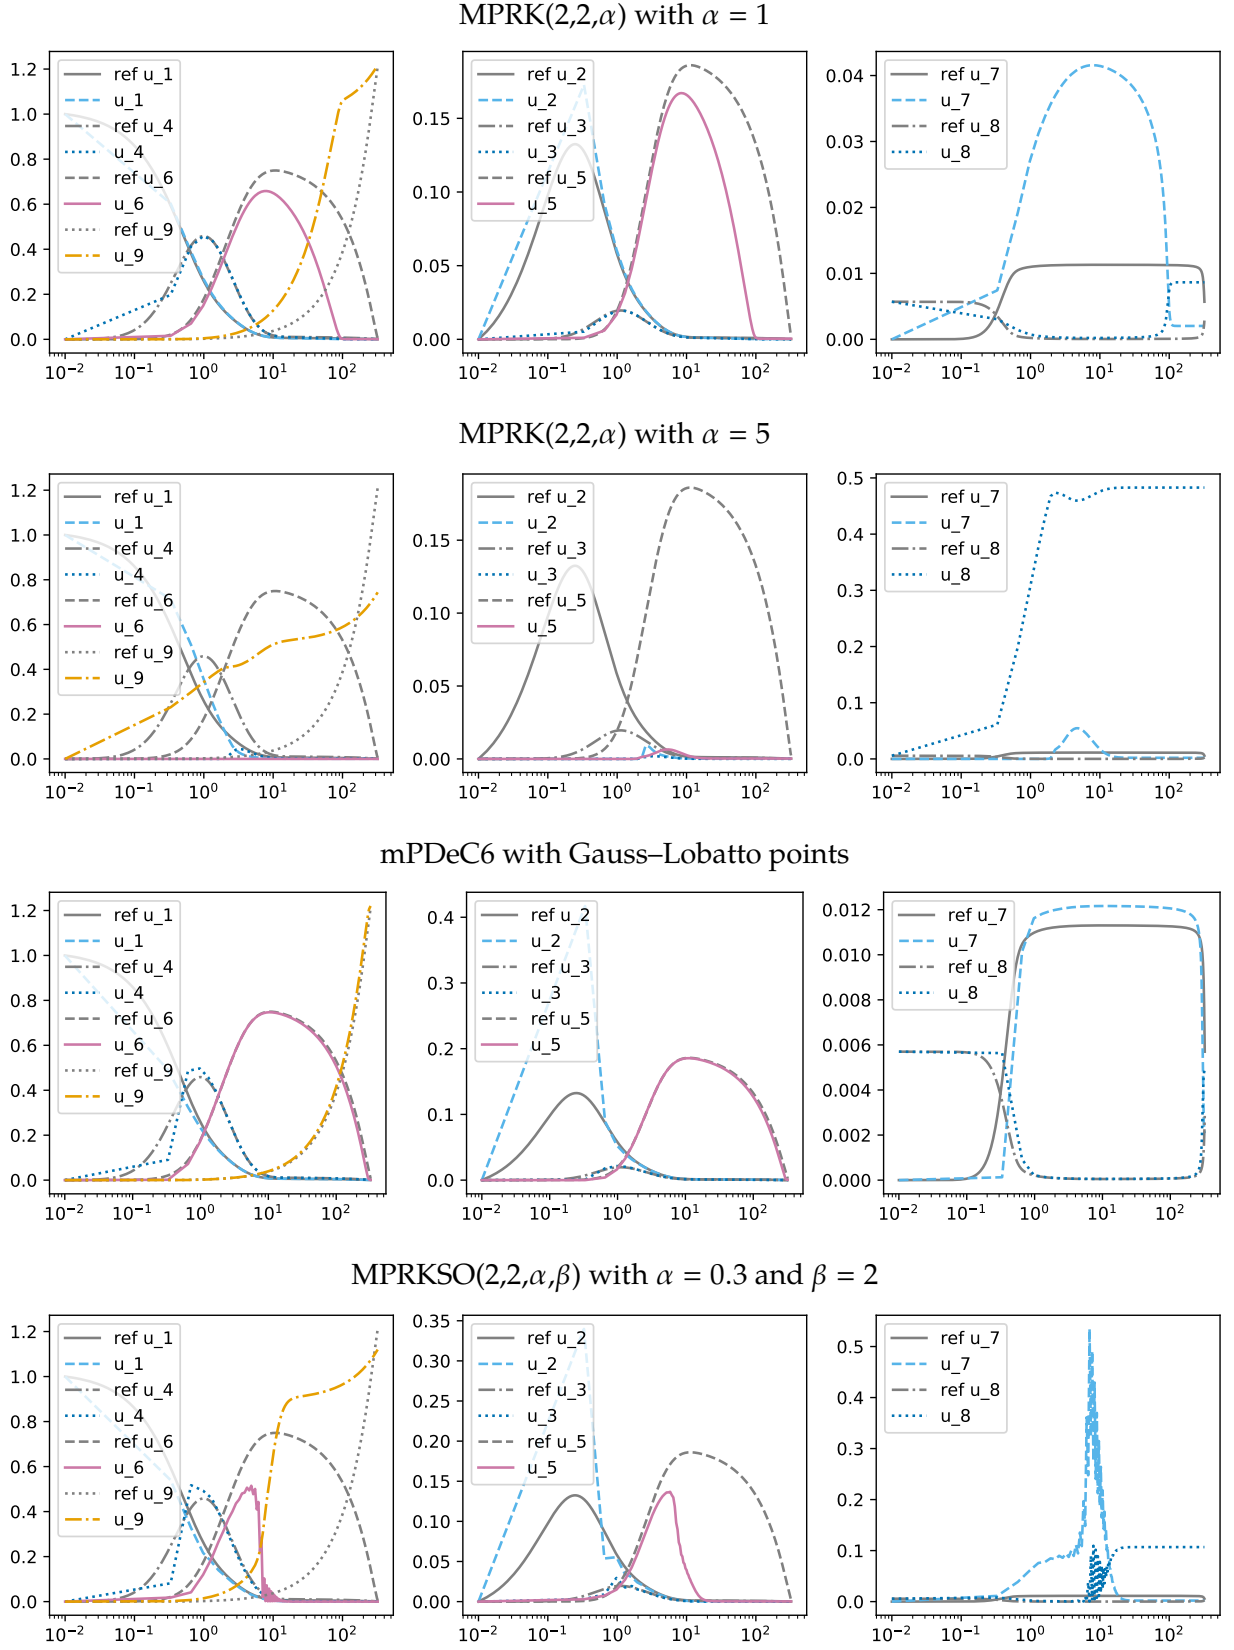 MPRK(2,2,α) with α = 1
1.2
1.0
0.8
0.6
0.4
0.2
0.0
ref u_1
u_1
ref u_4
u_4
ref u_6
u_6
ref u_9
u_9
10⁻² 10⁻¹ 10⁰ 10¹ 10²
0.15
0.10
0.05
0.00
ref u_2
u_2
ref u_3
u_3
ref u_5
u_5
10⁻² 10⁻¹ 10⁰ 10¹ 10²
0.04
0.03
0.02
0.01
0.00
ref u_7
u_7
ref u_8
u_8
10⁻² 10⁻¹ 10⁰ 10¹ 10²
MPRK(2,2,α) with α = 5
1.2
1.0
0.8
0.6
0.4
0.2
0.0
ref u_1
u_1
ref u_4
u_4
ref u_6
u_6
ref u_9
u_9
10⁻² 10⁻¹ 10⁰ 10¹ 10²
0.15
0.10
0.05
0.00
ref u_2
u_2
ref u_3
u_3
ref u_5
u_5
10⁻² 10⁻¹ 10⁰ 10¹ 10²
0.5
0.4
0.3
0.2
0.1
0.0
ref u_7
u_7
ref u_8
u_8
10⁻² 10⁻¹ 10⁰ 10¹ 10²
mPDeC6 with Gauss–Lobatto points
1.2
1.0
0.8
0.6
0.4
0.2
0.0
ref u_1
u_1
ref u_4
u_4
ref u_6
u_6
ref u_9
u_9
10⁻² 10⁻¹ 10⁰ 10¹ 10²
0.4
0.3
0.2
0.1
0.0
ref u_2
u_2
ref u_3
u_3
ref u_5
u_5
10⁻² 10⁻¹ 10⁰ 10¹ 10²
0.012
0.010
0.008
0.006
0.004
0.002
0.000
ref u_7
u_7
ref u_8
u_8
10⁻² 10⁻¹ 10⁰ 10¹ 10²
MPRKSO(2,2,α,β) with α = 0.3 and β = 2
1.2
1.0
0.8
0.6
0.4
0.2
0.0
ref u_1
u_1
ref u_4
u_4
ref u_6
u_6
ref u_9
u_9
10⁻² 10⁻¹ 10⁰ 10¹ 10²
0.35
0.30
0.25
0.20
0.15
0.10
0.05
0.00
ref u_2
u_2
ref u_3
u_3
ref u_5
u_5
10⁻² 10⁻¹ 10⁰ 10¹ 10²
0.5
0.4
0.3
0.2
0.1
0.0
ref u_7
u_7
ref u_8
u_8
10⁻² 10⁻¹ 10⁰ 10¹ 10²